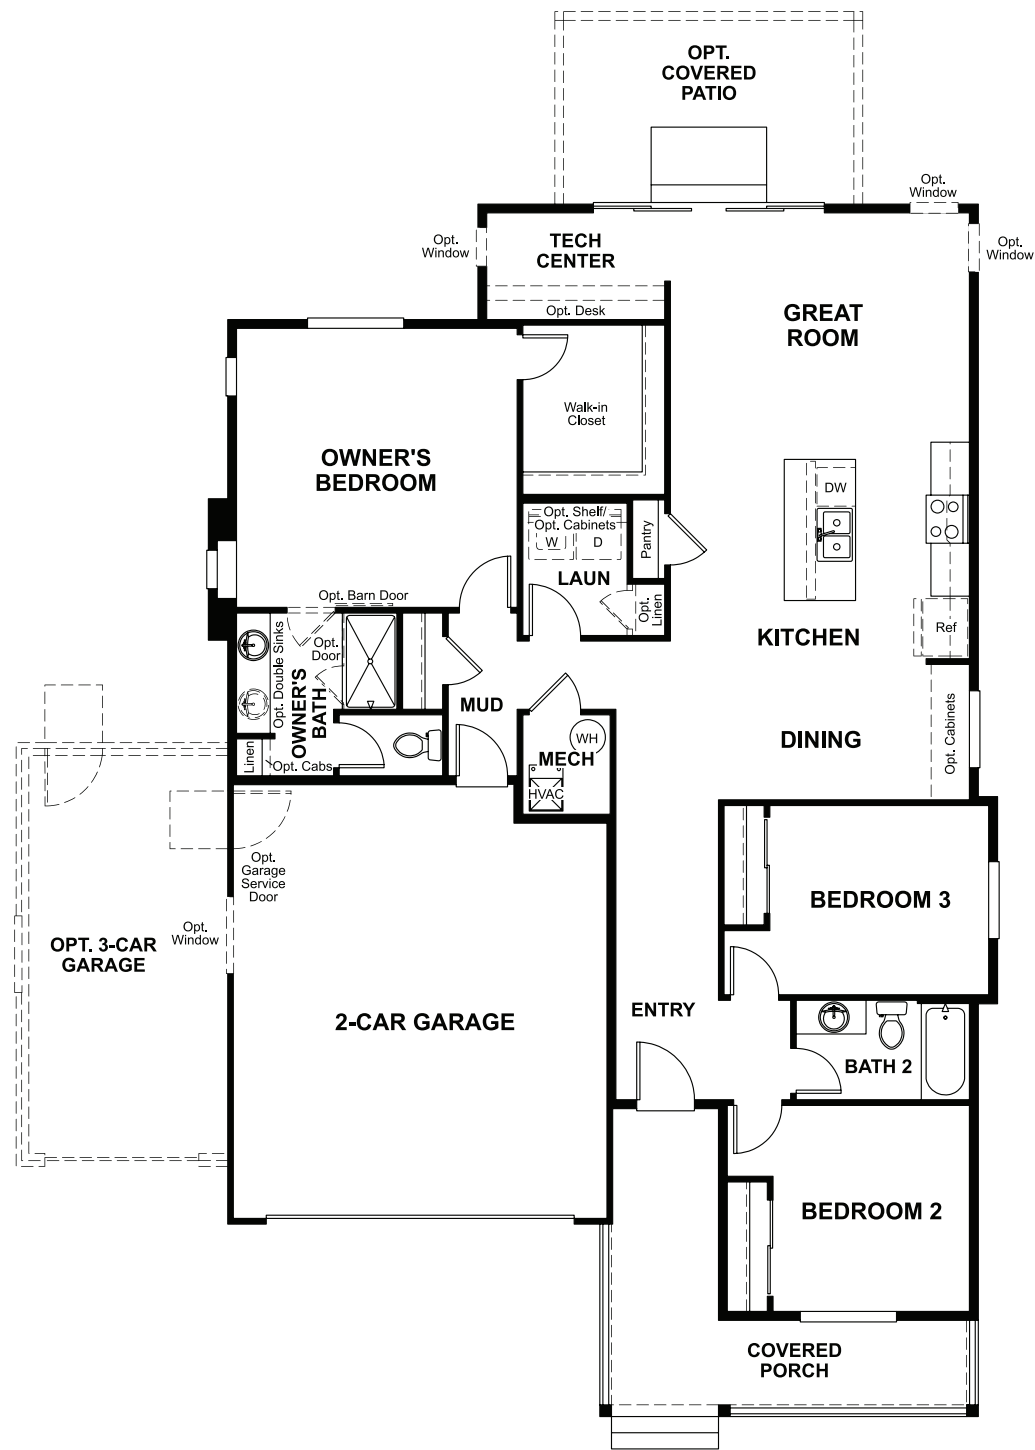 OPT.
COVERED
PATIO
Opt.
Window
Opt.
Window
TECH
CENTER
Opt.
Window
Opt. Desk
GREAT
ROOM
Walk-in
Closet
OWNER'S
BEDROOM
DW
Opt. Shelf/
Opt. Cabinets
W
D
Pantry
LAUN
Opt. Barn Door
Opt.
Linen
KITCHEN
Ref
Opt. Double Sinks
Opt.
Door
OWNER'S
BATH
MUD
WH
MECH
HVAC
DINING
Opt. Cabinets
Linen
Opt. Cabs
Opt.
Garage
Service
Door
Opt.
Window
OPT. 3-CAR
GARAGE
BEDROOM 3
2-CAR GARAGE
ENTRY
BATH 2
BEDROOM 2
COVERED
PORCH